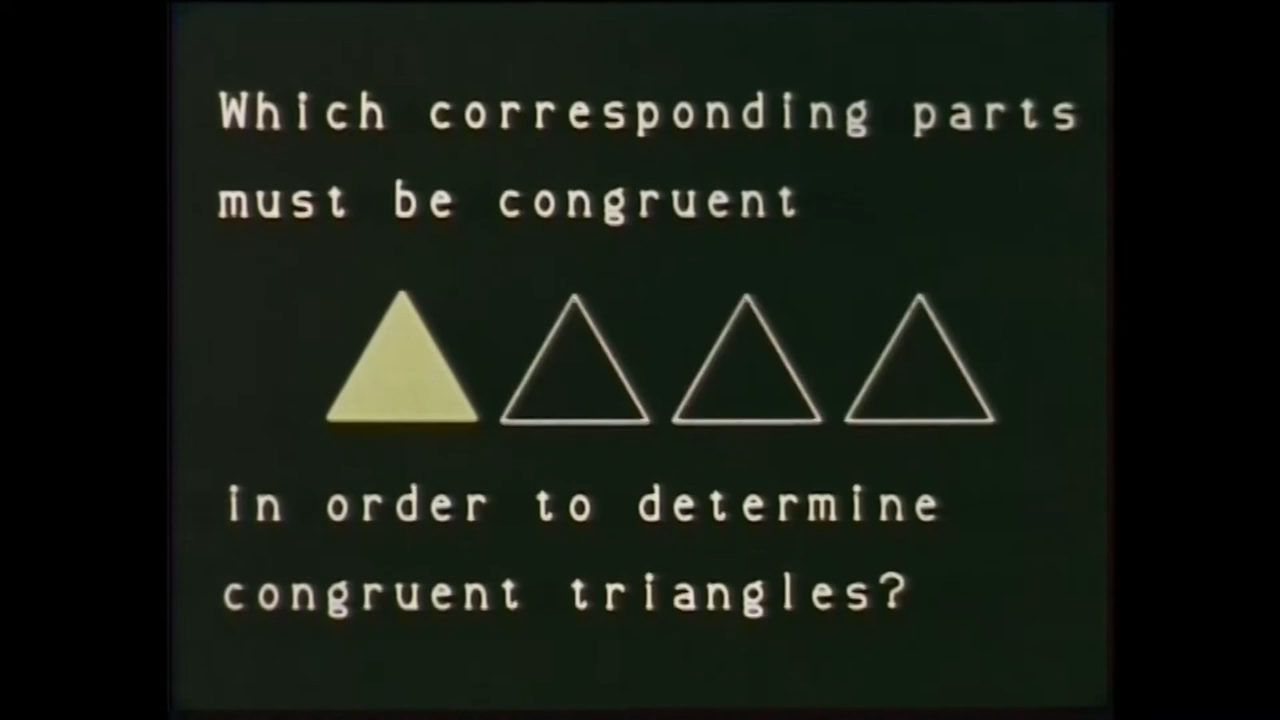 Which corresponding parts
must be congruent
in order to determine
congruent triangles?